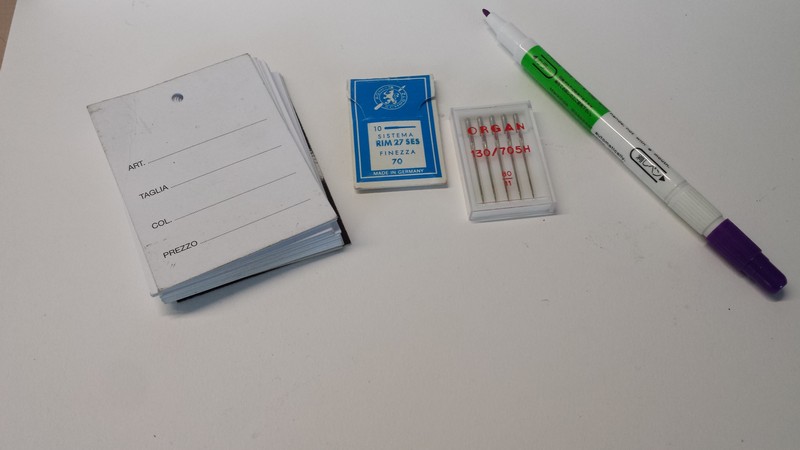 ART.
TAGLIA
COL.
PREZZO
10
SISTEMA
RIM 27 SES
FINEZZA
70
MADE IN GERMANY
ORGAN
130/705H
80
11